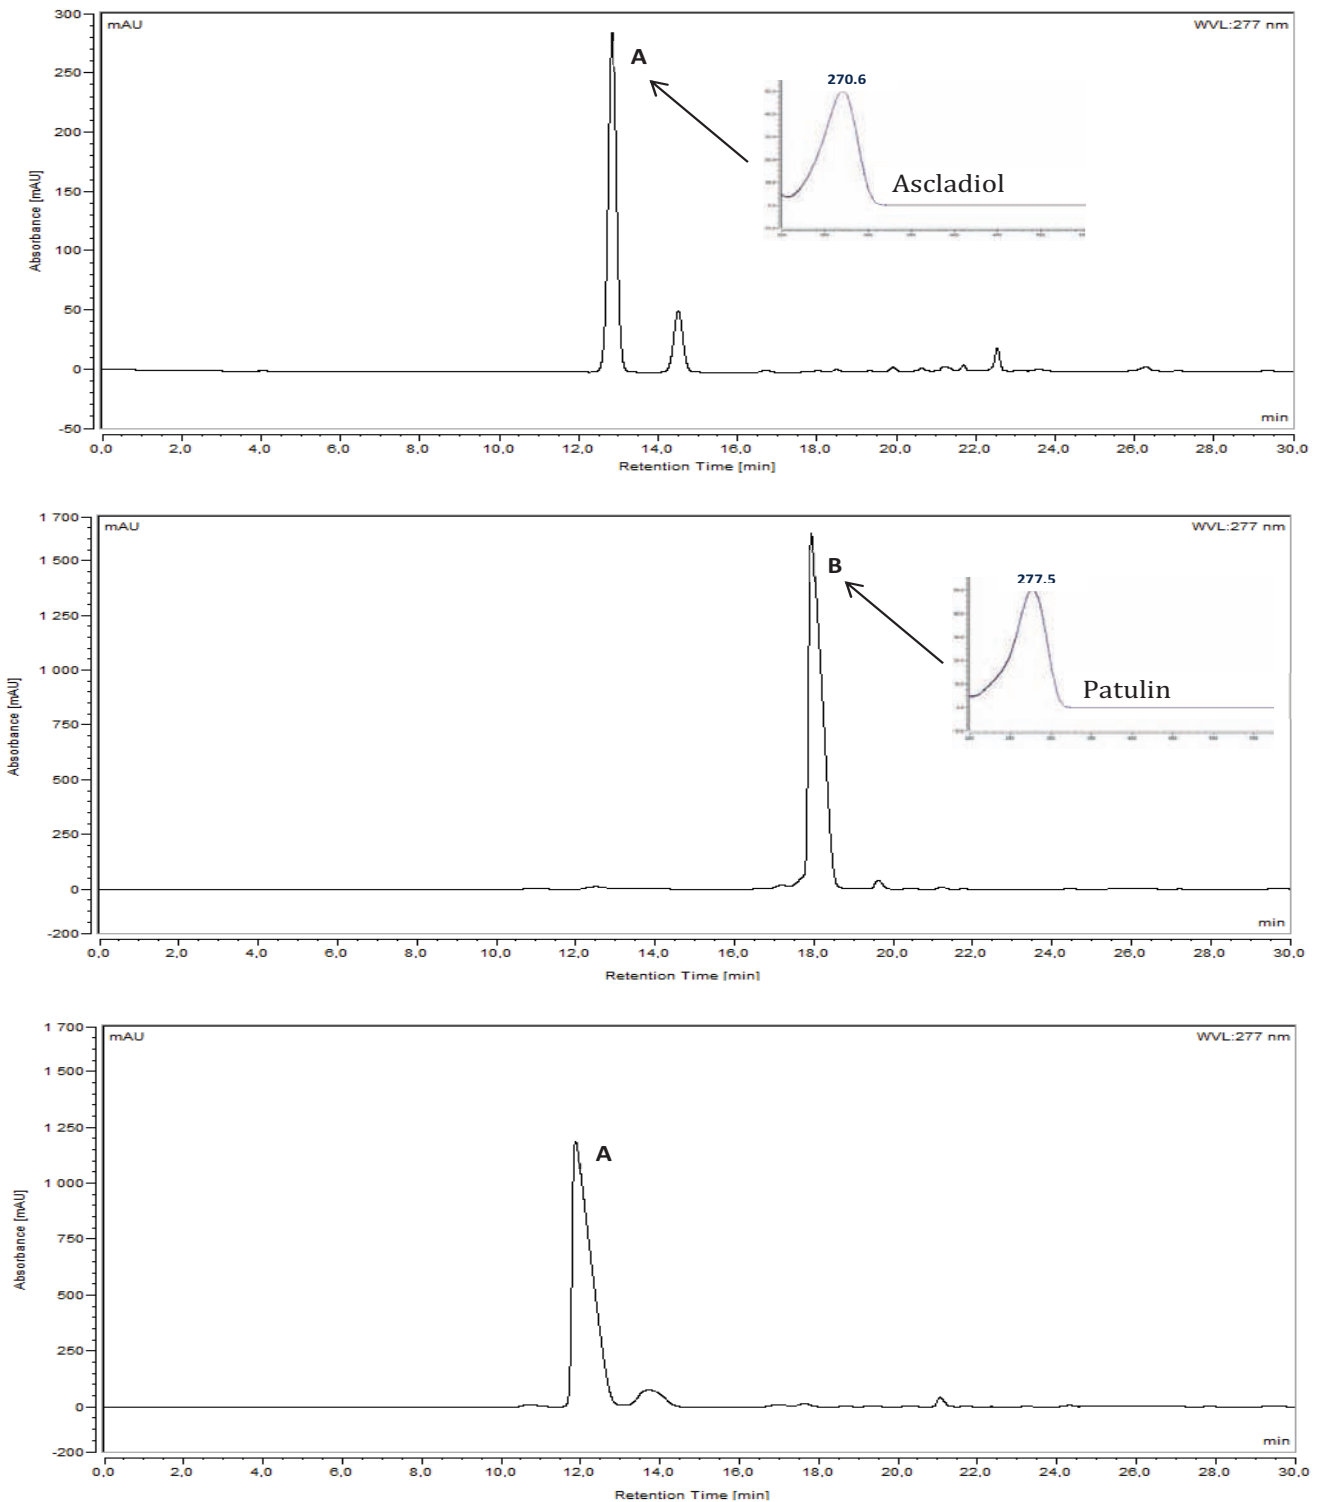 300
mAU
WVL:277 nm
A
270.6
250
200
Ascladiol
150
100
50
0
-50
Absorbance [mAU]
min
0,0 2,0 4,0 6,0 8,0 10,0 12,0 14,0 16,0 18,0 20,0 22,0 24,0 26,0 28,0 30,0
Retention Time [min]
1 700
mAU
WVL:277 nm
1 500
B
277.5
1 250
1 000
Patulin
750
500
250
0
-200
Absorbance [mAU]
min
0,0 2,0 4,0 6,0 8,0 10,0 12,0 14,0 16,0 18,0 20,0 22,0 24,0 26,0 28,0 30,0
Retention Time [min]
1 700
mAU
WVL:277 nm
1 500
1 250
A
1 000
750
500
250
0
-200
Absorbance [mAU]
min
0,0 2,0 4,0 6,0 8,0 10,0 12,0 14,0 16,0 18,0 20,0 22,0 24,0 26,0 28,0 30,0
Retention Time [min]